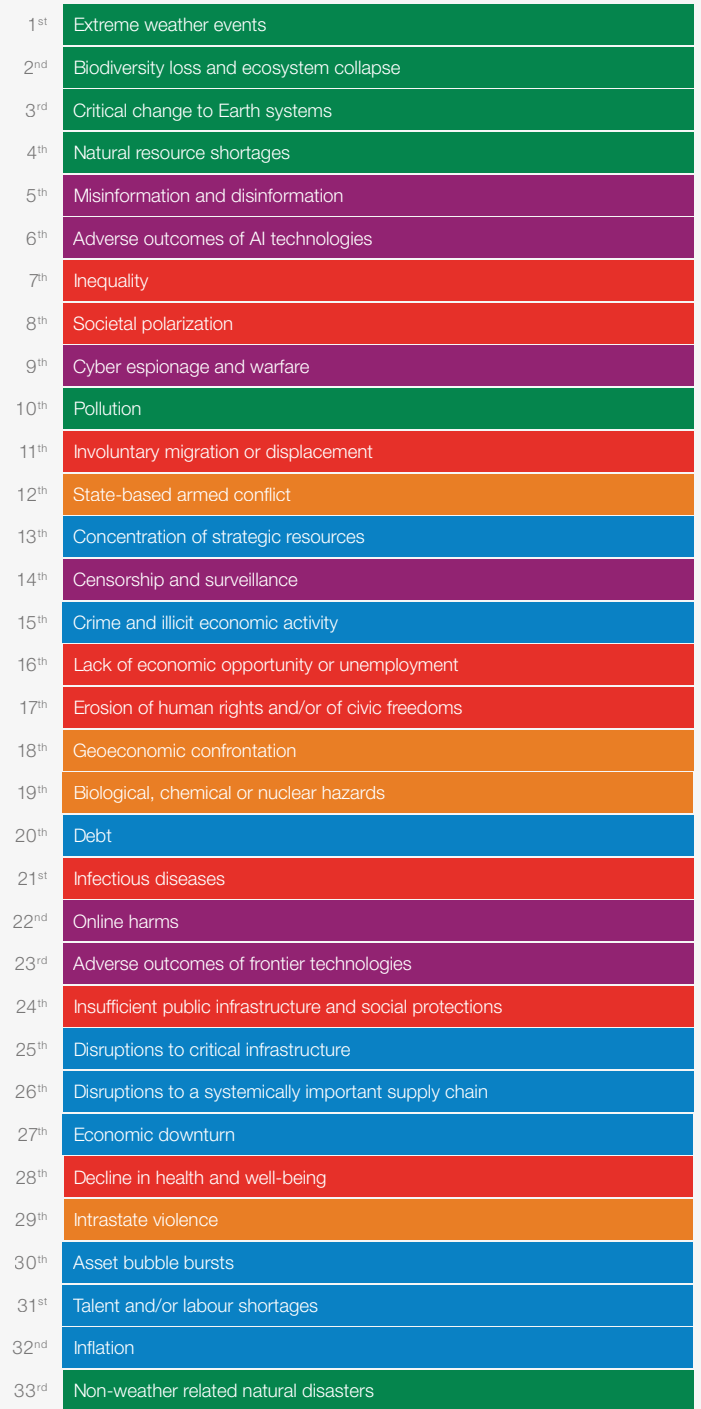 1st Extreme weather events
2nd Biodiversity loss and ecosystem collapse
3rd Critical change to Earth systems
4th Natural resource shortages
5th Misinformation and disinformation
6th Adverse outcomes of AI technologies
7th Inequality
8th Societal polarization
9th Cyber espionage and warfare
10th Pollution
11th Involuntary migration or displacement
12th State-based armed conflict
13th Concentration of strategic resources
14th Censorship and surveillance
15th Crime and illicit economic activity
16th Lack of economic opportunity or unemployment
17th Erosion of human rights and/or of civic freedoms
18th Geoeconomic confrontation
19th Biological, chemical or nuclear hazards
20th Debt
21st Infectious diseases
22nd Online harms
23rd Adverse outcomes of frontier technologies
24th Insufficient public infrastructure and social protections
25th Disruptions to critical infrastructure
26th Disruptions to a systemically important supply chain
27th Economic downturn
28th Decline in health and well-being
29th Intrastate violence
30th Asset bubble bursts
31st Talent and/or labour shortages
32nd Inflation
33rd Non-weather related natural disasters